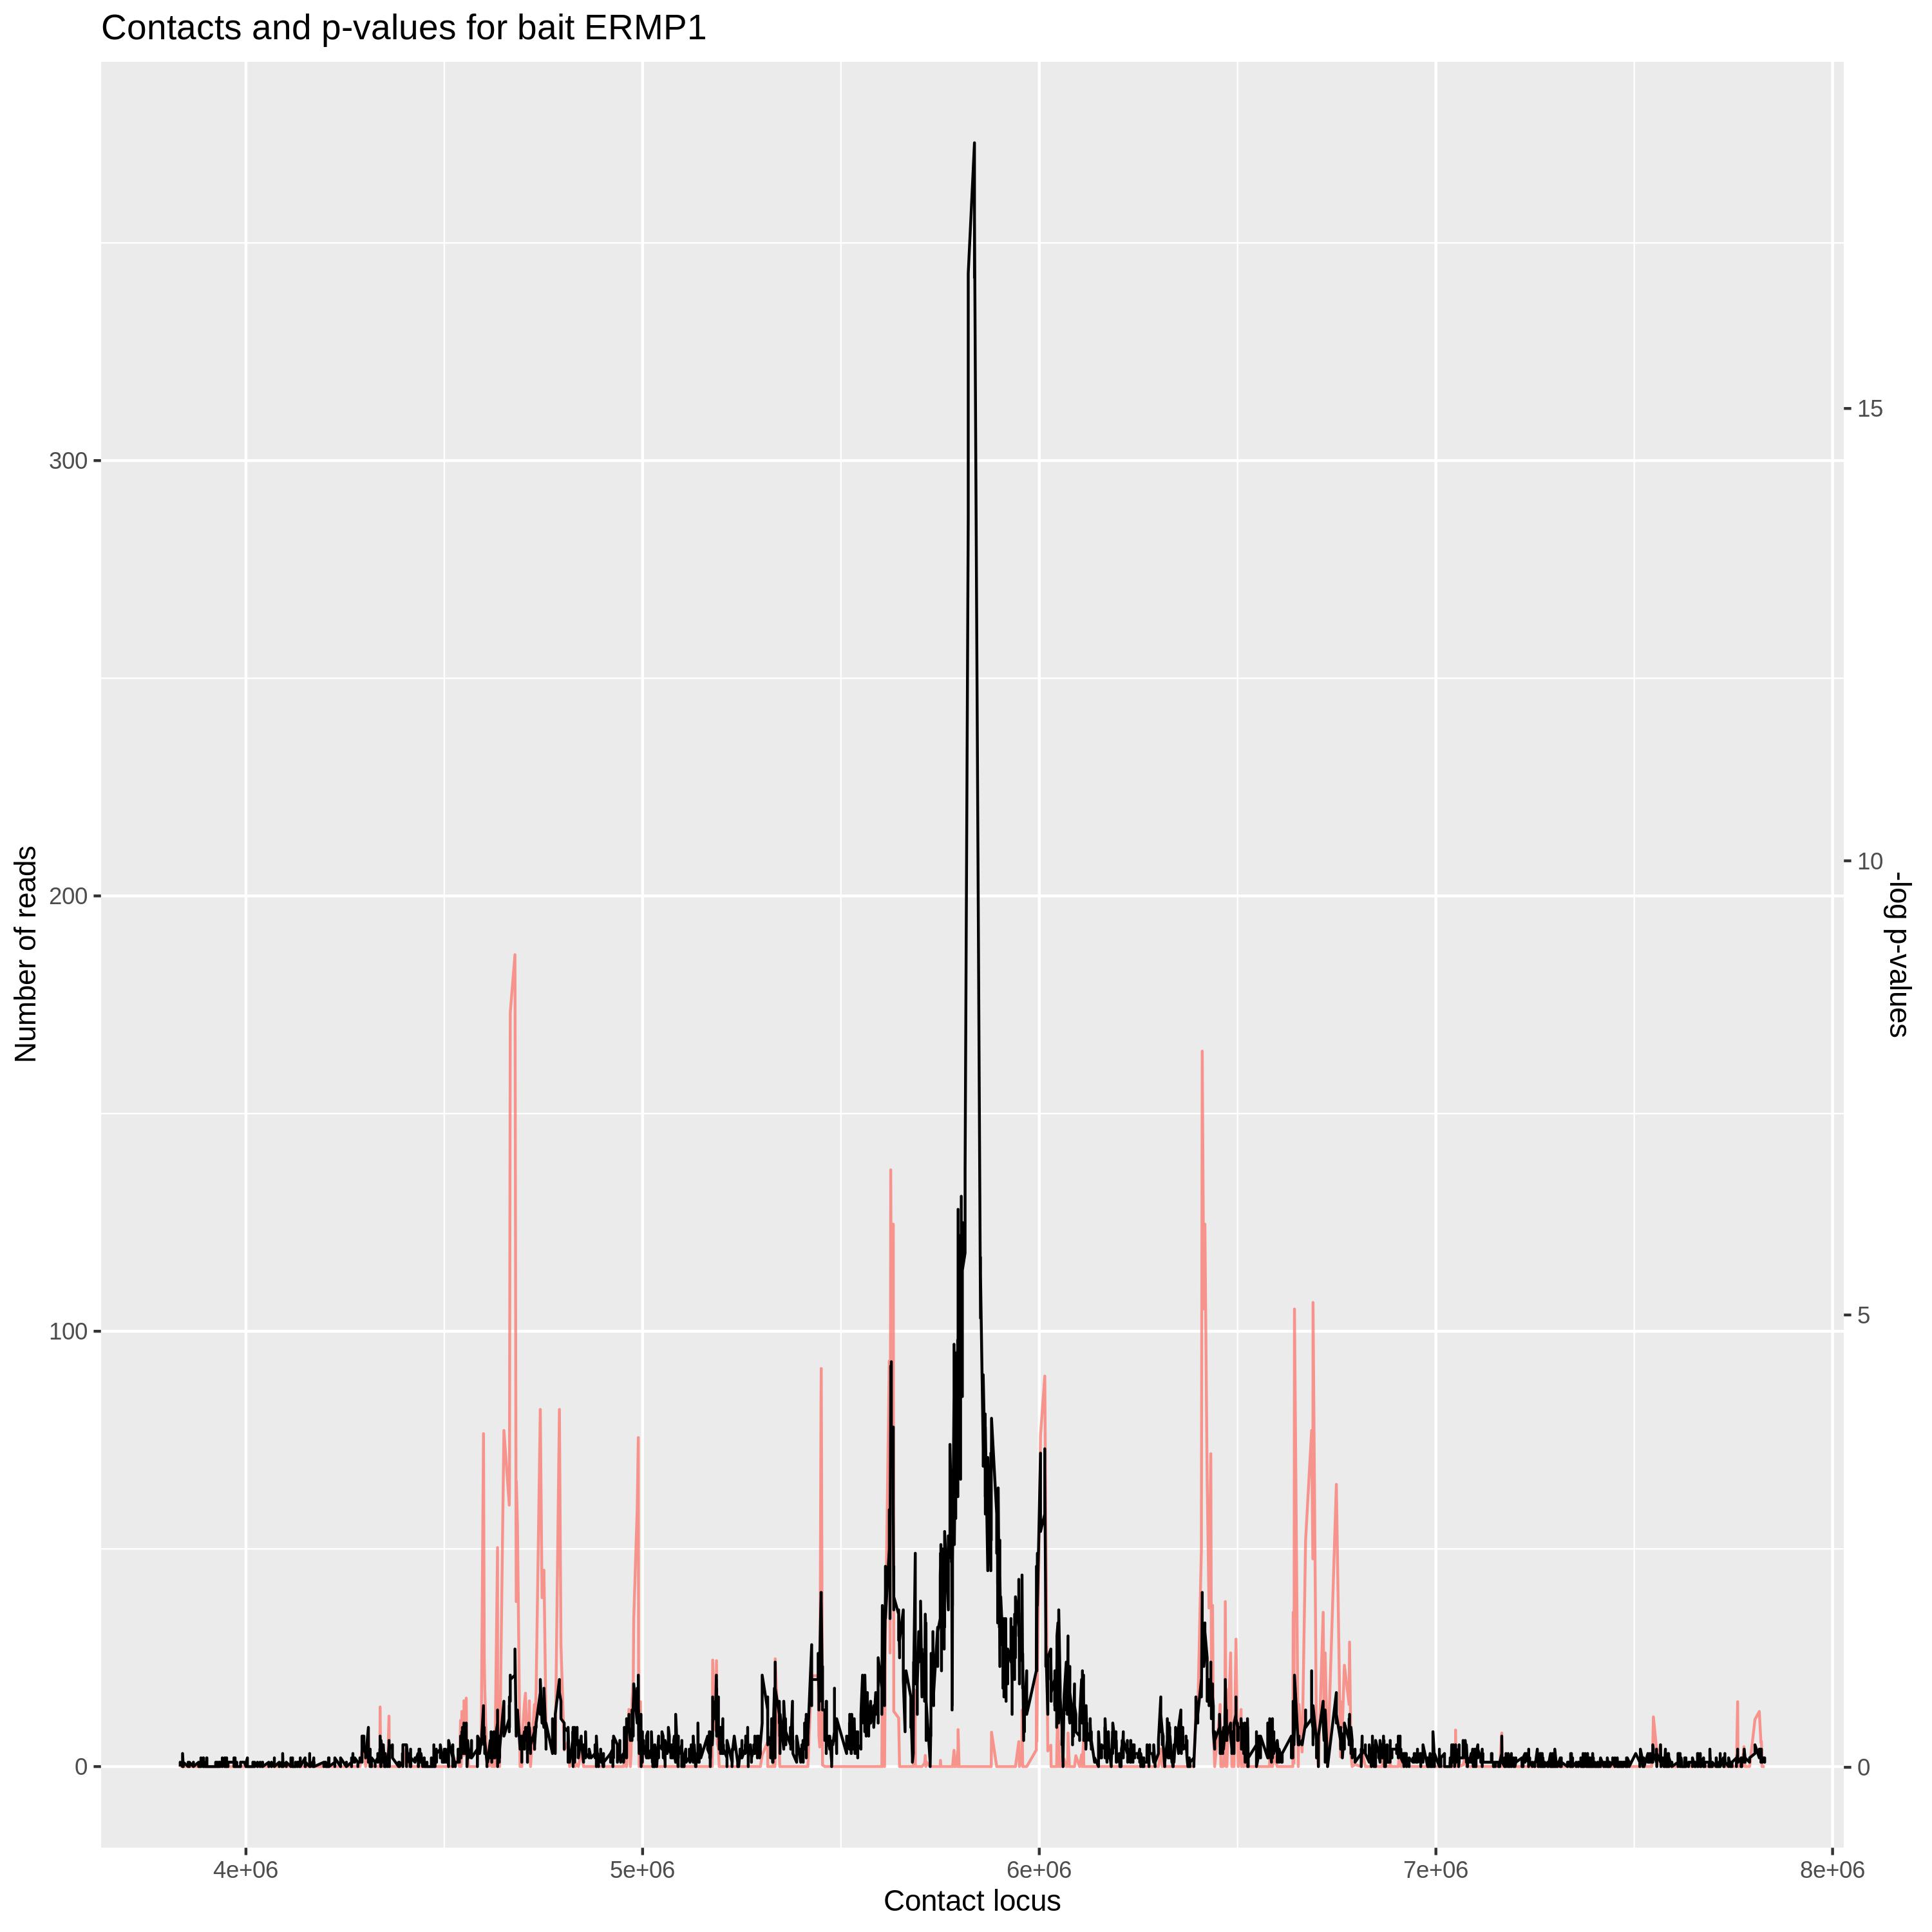 Contacts and p-values for bait ERMP1
Number of reads
300
200
100
0
15
10
5
0
-log p-values
4e+06
5e+06
6e+06
7e+06
8e+06
Contact locus